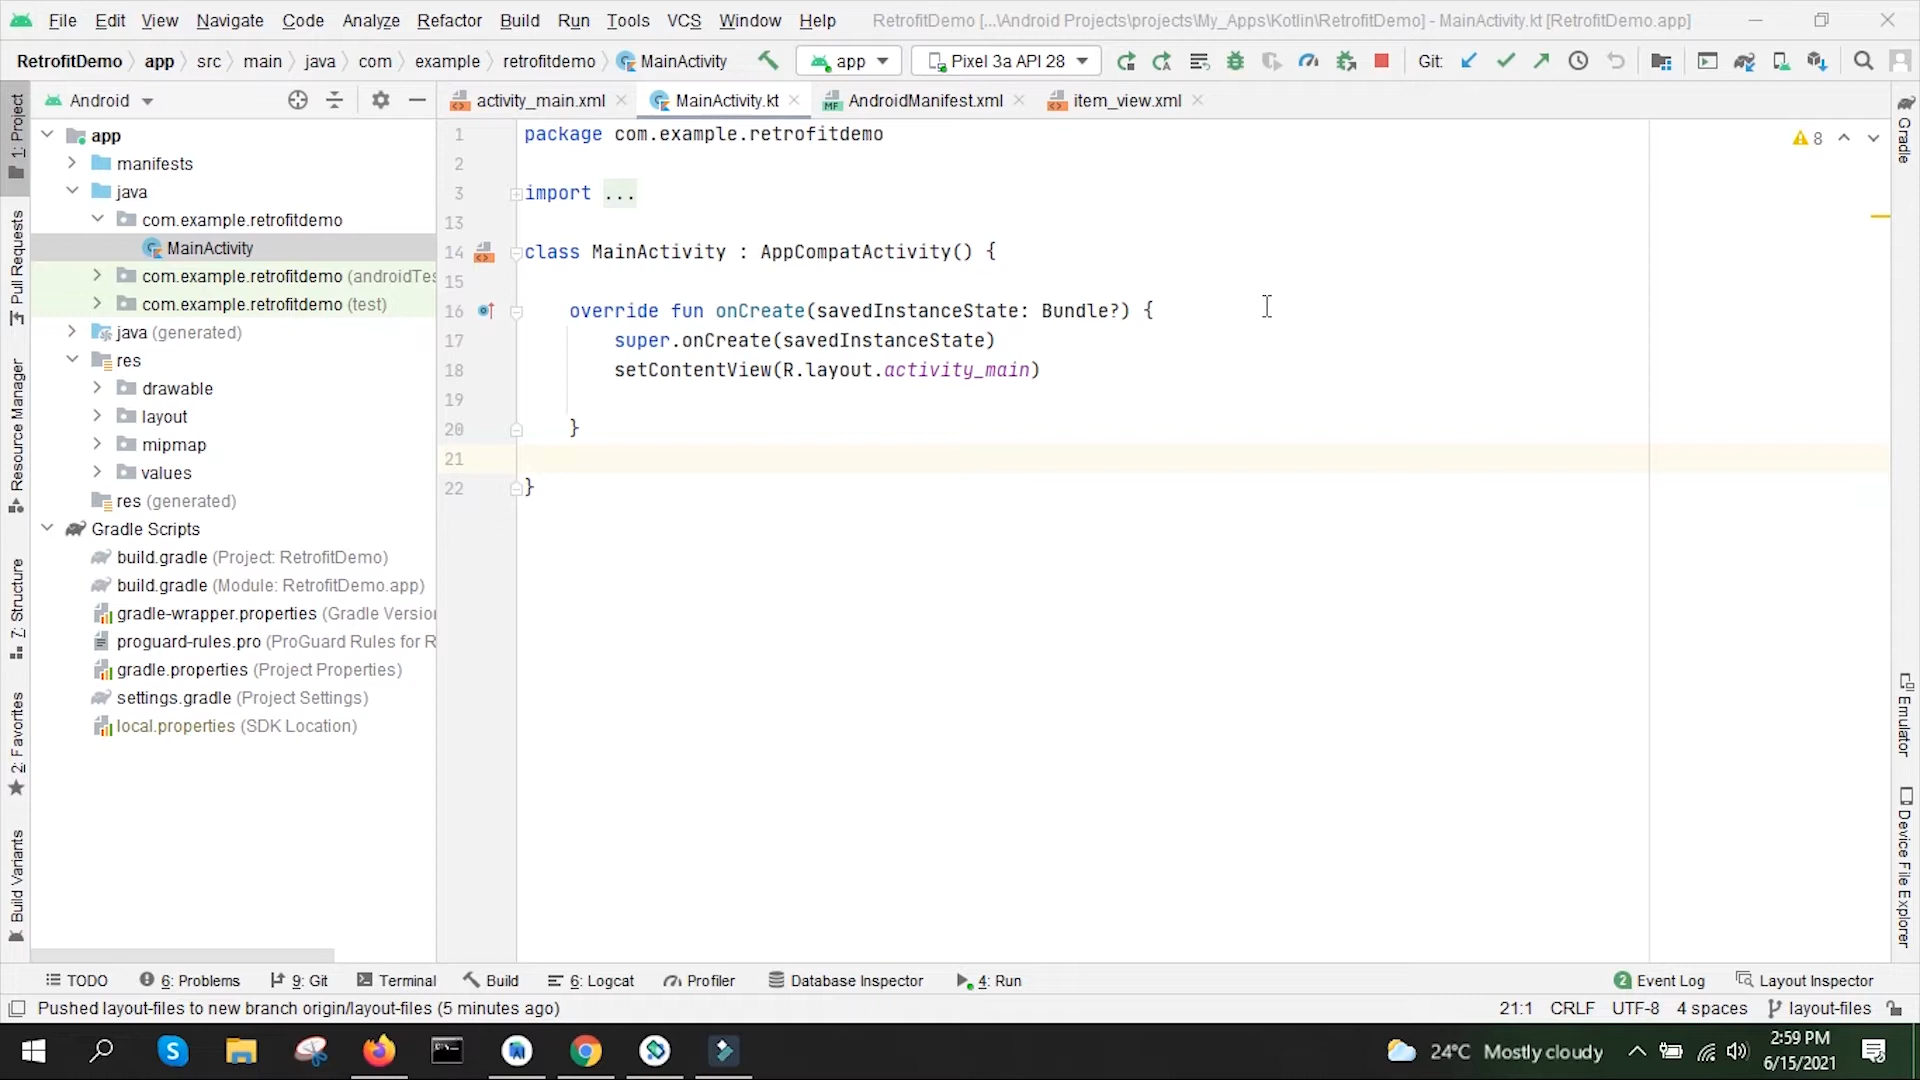 File Edit View Navigate Code Analyze Refactor Build Run Tools VCS Window Help RetrofitDemo [...\Android Projects\projects\My_Apps\Kotlin\RetrofitDemo] - MainActivity.kt [RetrofitDemo.app]
RetrofitDemo app src main java com example retrofitdemo MainActivity app Pixel 3a API 28 Git:
Android activity_main.xml MainActivity.kt AndroidManifest.xml item_view.xml
1: Project
Pull Requests
Resource Manager
7: Structure
2: Favorites
Build Variants
app
manifests
java
com.example.retrofitdemo
MainActivity
com.example.retrofitdemo (androidTes
com.example.retrofitdemo (test)
java (generated)
res
drawable
layout
mipmap
values
res (generated)
Gradle Scripts
build.gradle (Project: RetrofitDemo)
build.gradle (Module: RetrofitDemo.app)
gradle-wrapper.properties (Gradle Version
proguard-rules.pro (ProGuard Rules for R
gradle.properties (Project Properties)
settings.gradle (Project Settings)
local.properties (SDK Location)
1 package com.example.retrofitdemo
2
3 import ...
13
14 class MainActivity : AppCompatActivity() {
15
16 override fun onCreate(savedInstanceState: Bundle?) {
17 super.onCreate(savedInstanceState)
18 setContentView(R.layout.activity_main)
19
20 }
21
22 }
8
Gradle
Emulator
Device File Explorer
TODO 6: Problems 9: Git Terminal Build 6: Logcat Profiler Database Inspector 4: Run 2 Event Log Layout Inspector
Pushed layout-files to new branch origin/layout-files (5 minutes ago) 21:1 CRLF UTF-8 4 spaces layout-files
24°C Mostly cloudy 2:59 PM
6/15/2021